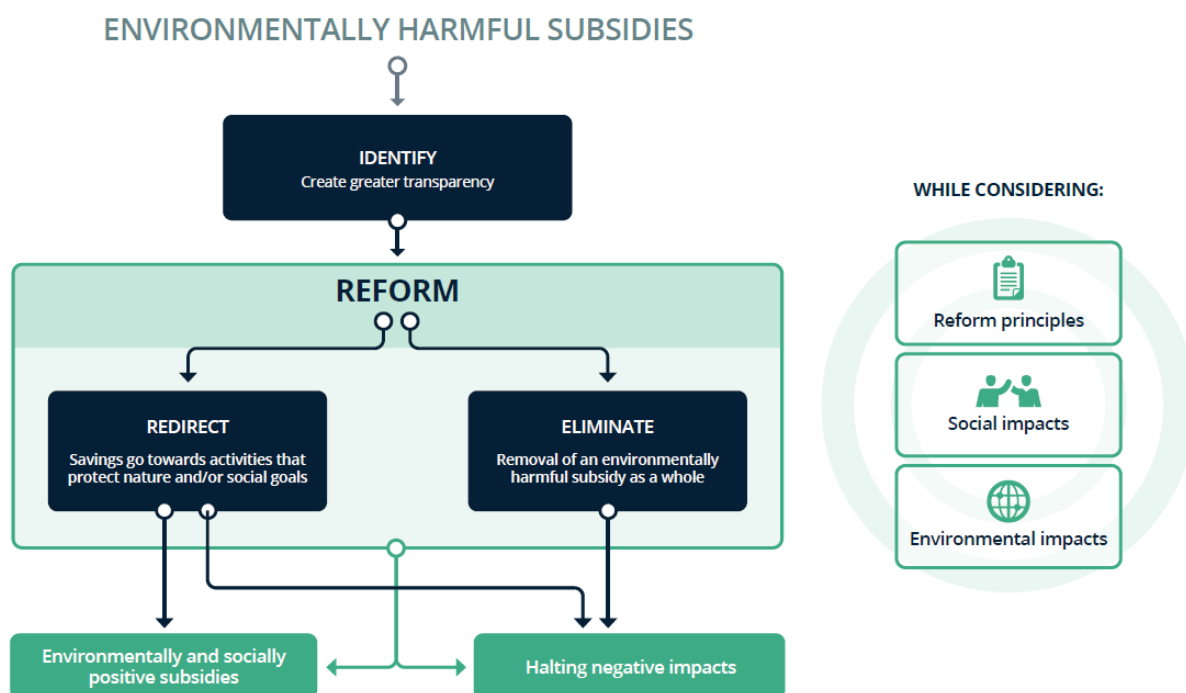 ENVIRONMENTALLY HARMFUL SUBSIDIES
IDENTIFY
Create greater transparency
REFORM
REDIRECT
Savings go towards activities that
protect nature and/or social goals
ELIMINATE
Removal of an environmentally
harmful subsidy as a whole
Environmentally and socially
positive subsidies
Halting negative impacts
WHILE CONSIDERING:
Reform principles
Social impacts
Environmental impacts